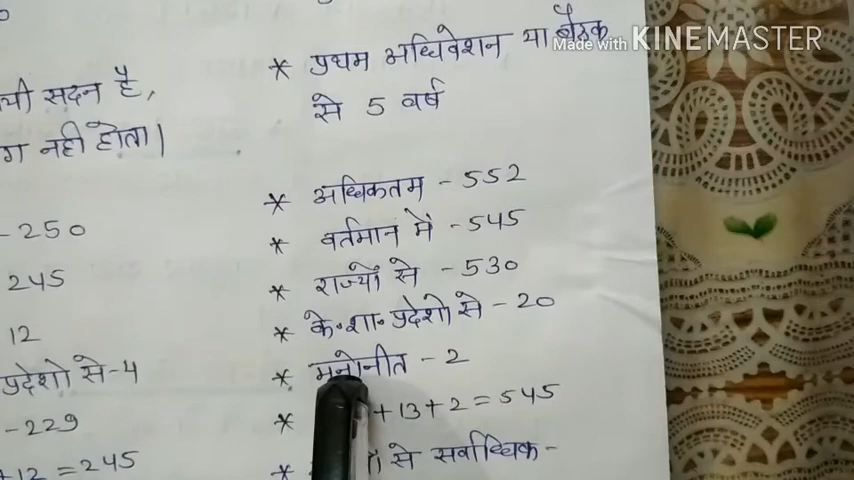 यी सदन है,
ग नही होता।
-250
245
12
प्रदेशो से-4
-229
+12 = 245
* प्रथम अधिवेशन या बैठक
से 5 वर्ष
* अधिकतम - 552
* वर्तमान में - 545
* राज्यों से - 530
* के॰शा॰प्रदेशो से - 20
* मनोनीत - 2
* +13+2 = 545
* से सर्वाधिक-
Made with KINEMASTER